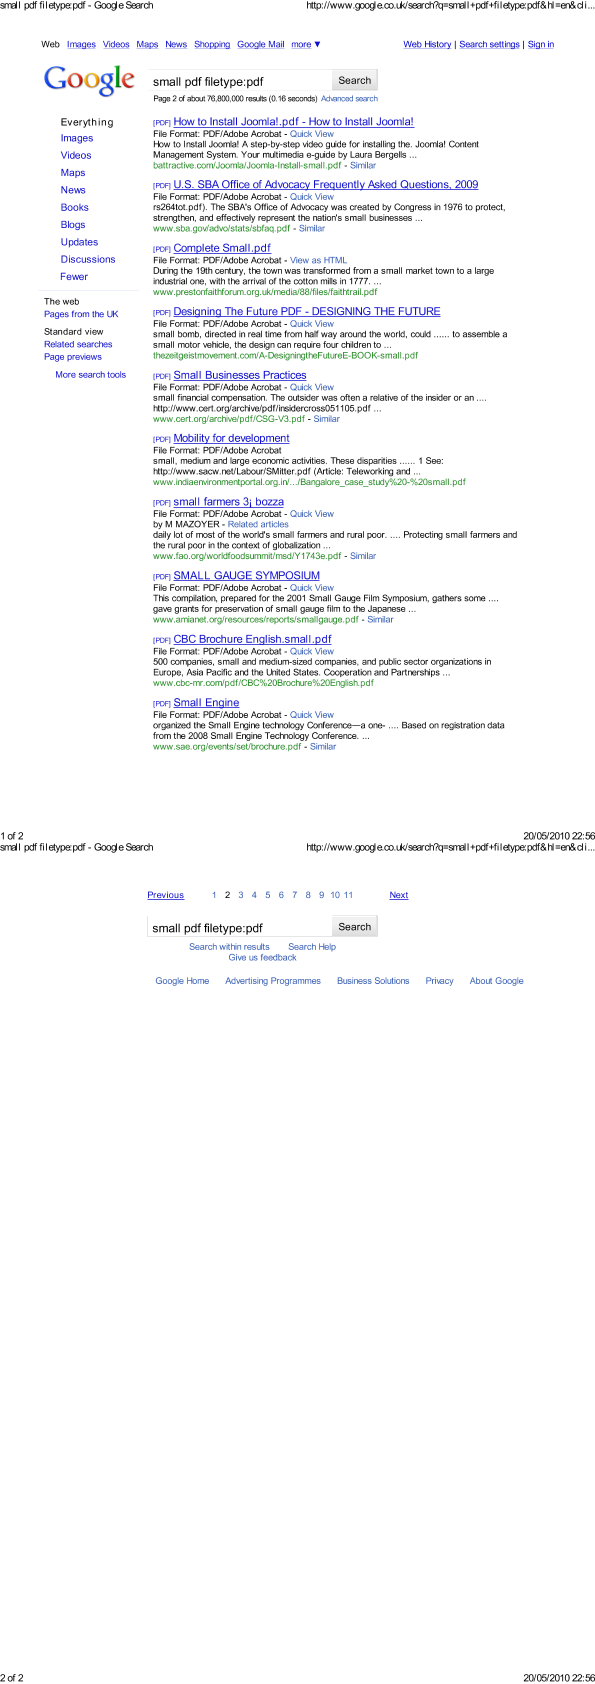 small pdf filetype:pdf - Google Search http://www.google.co.uk/search?q=small+pdf+filetype:pdf&hl=en&cli...
Web Images Videos Maps News Shopping Google Mail more ▼ Web History | Search settings | Sign in
Google
small pdf filetype:pdf Search
Page 2 of about 76,800,000 results (0.16 seconds) Advanced search
Everything
Images
Videos
Maps
News
Books
Blogs
Updates
Discussions
Fewer
The web
Pages from the UK
Standard view
Related searches
Page previews
More search tools
[PDF] How to Install Joomla!.pdf - How to Install Joomla!
File Format: PDF/Adobe Acrobat - Quick View
How to Install Joomla! A step-by-step video guide for installing the. Joomla! Content
Management System. Your multimedia e-guide by Laura Bergells ...
battractive.com/Joomla/Joomla-Install-small.pdf - Similar
[PDF] U.S. SBA Office of Advocacy Frequently Asked Questions, 2009
File Format: PDF/Adobe Acrobat - Quick View
rs264tot.pdf). The SBA's Office of Advocacy was created by Congress in 1976 to protect,
strengthen, and effectively represent the nation's small businesses ...
www.sba.gov/advo/stats/sbfaq.pdf - Similar
[PDF] Complete Small.pdf
File Format: PDF/Adobe Acrobat - View as HTML
During the 19th century, the town was transformed from a small market town to a large
industrial one, with the arrival of the cotton mills in 1777. ...
www.prestonfaithforum.org.uk/media/88/files/faithtrail.pdf
[PDF] Designing The Future PDF - DESIGNING THE FUTURE
File Format: PDF/Adobe Acrobat - Quick View
small bomb, directed in real time from half way around the world, could ...... to assemble a
small motor vehicle, the design can require four children to ...
thezeitgeistmovement.com/A-DesigningtheFutureE-BOOK-small.pdf
[PDF] Small Businesses Practices
File Format: PDF/Adobe Acrobat - Quick View
small financial compensation. The outsider was often a relative of the insider or an ....
http://www.cert.org/archive/pdf/insidercross051105.pdf ...
www.cert.org/archive/pdf/CSG-V3.pdf - Similar
[PDF] Mobility for development
File Format: PDF/Adobe Acrobat
small, medium and large economic activities. These disparities ...... 1 See:
http://www.sacw.net/Labour/SMitter.pdf (Article: Teleworking and ...
www.indiaenvironmentportal.org.in/.../Bangalore_case_study%20-%20small.pdf
[PDF] small farmers 3¡ bozza
File Format: PDF/Adobe Acrobat - Quick View
by M MAZOYER - Related articles
daily lot of most of the world's small farmers and rural poor. .... Protecting small farmers and
the rural poor in the context of globalization ...
www.fao.org/worldfoodsummit/msd/Y1743e.pdf - Similar
[PDF] SMALL GAUGE SYMPOSIUM
File Format: PDF/Adobe Acrobat - Quick View
This compilation, prepared for the 2001 Small Gauge Film Symposium, gathers some ....
gave grants for preservation of small gauge film to the Japanese ...
www.amianet.org/resources/reports/smallgauge.pdf - Similar
[PDF] CBC Brochure English.small.pdf
File Format: PDF/Adobe Acrobat - Quick View
500 companies, small and medium-sized companies, and public sector organizations in
Europe, Asia Pacific and the United States. Cooperation and Partnerships ...
www.cbc-mr.com/pdf/CBC%20Brochure%20English.pdf
[PDF] Small Engine
File Format: PDF/Adobe Acrobat - Quick View
organized the Small Engine technology Conference—a one- .... Based on registration data
from the 2008 Small Engine Technology Conference. ...
www.sae.org/events/set/brochure.pdf - Similar
1 of 2 20/05/2010 22:56
small pdf filetype:pdf - Google Search http://www.google.co.uk/search?q=small+pdf+filetype:pdf&hl=en&cli...
Previous 1 2 3 4 5 6 7 8 9 10 11 Next
small pdf filetype:pdf Search
Search within results Search Help
Give us feedback
Google Home Advertising Programmes Business Solutions Privacy About Google
2 of 2 20/05/2010 22:56